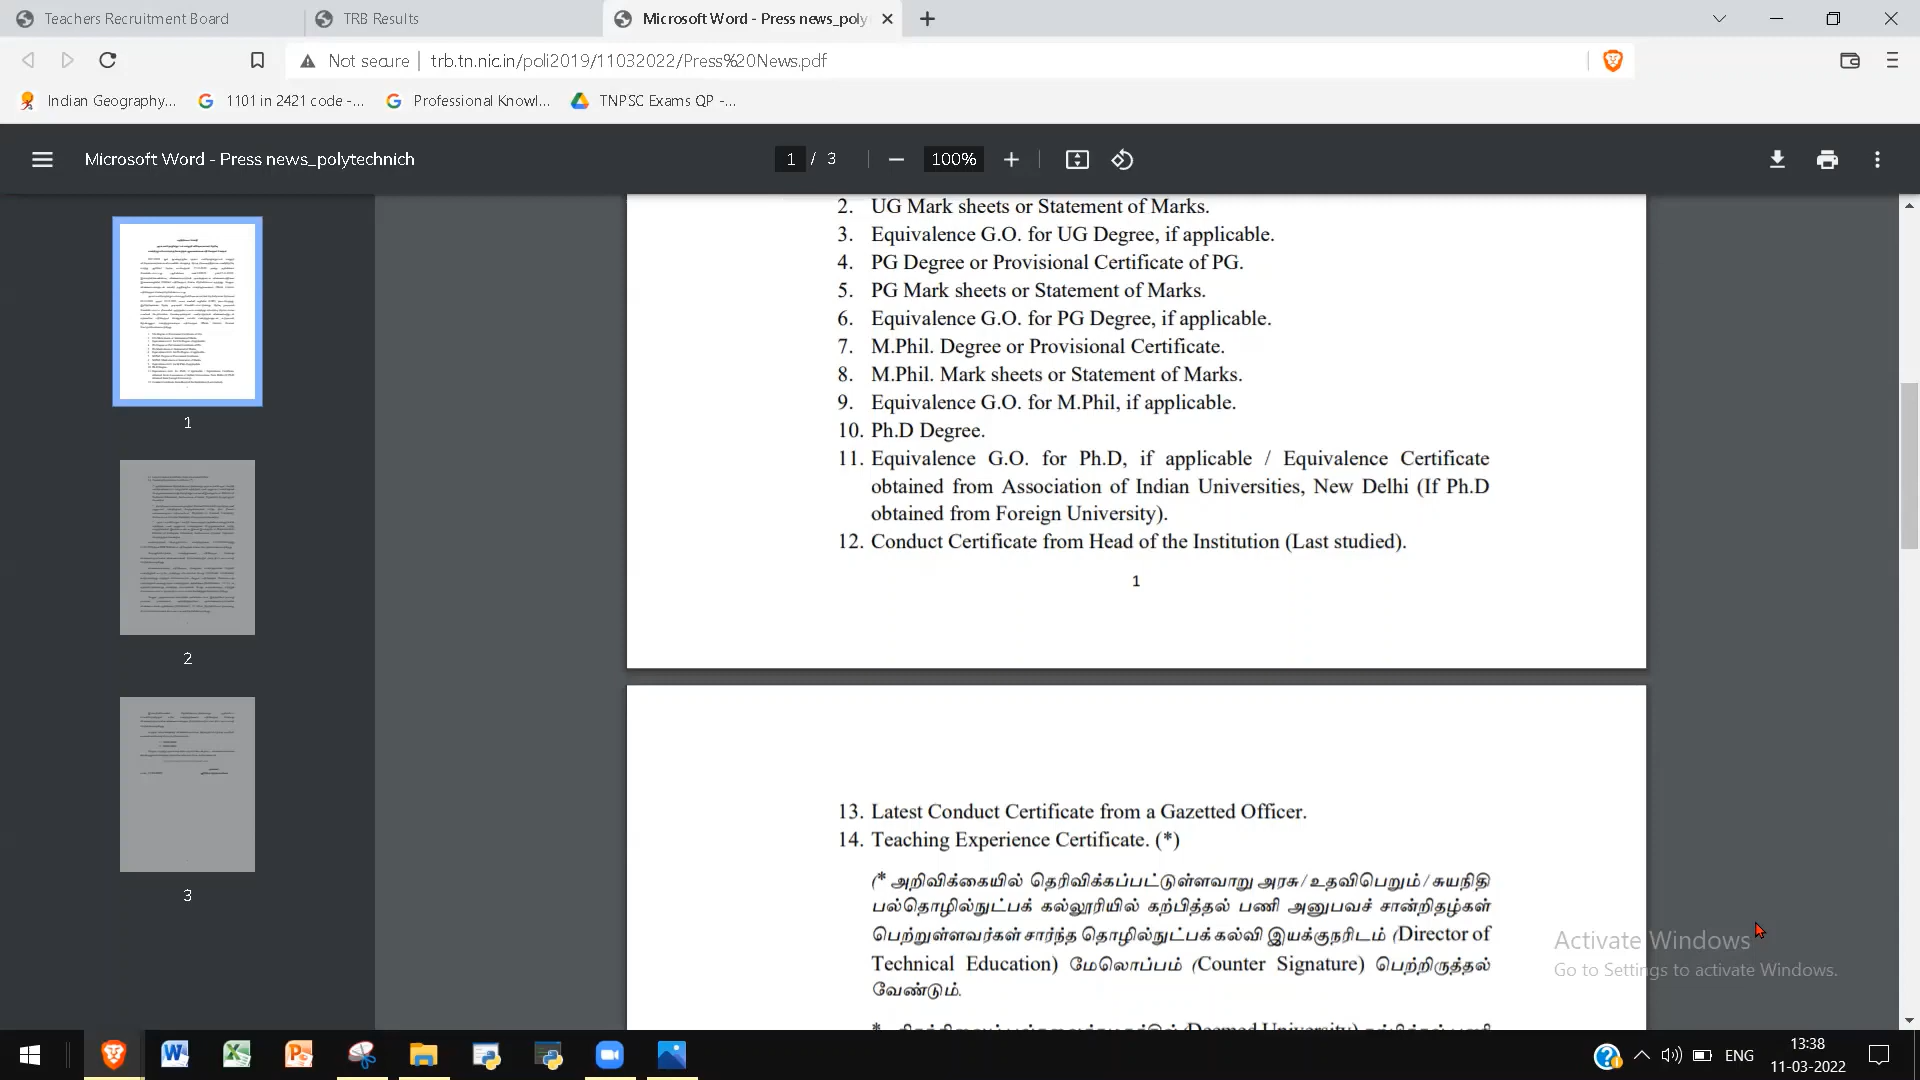 Teachers Recruitment Board
TRB Results
Microsoft Word - Press news_poly
Not secure
trb.tn.nic.in/poli2019/11032022/Press%20News.pdf
Indian Geography...
1101 in 2421 code -...
Professional Knowl...
TNPSC Exams QP -...
Microsoft Word - Press news_polytechnich
1 / 3
100%
1
2
3
2. UG Mark sheets or Statement of Marks.
3. Equivalence G.O. for UG Degree, if applicable.
4. PG Degree or Provisional Certificate of PG.
5. PG Mark sheets or Statement of Marks.
6. Equivalence G.O. for PG Degree, if applicable.
7. M.Phil. Degree or Provisional Certificate.
8. M.Phil. Mark sheets or Statement of Marks.
9. Equivalence G.O. for M.Phil, if applicable.
10. Ph.D Degree.
11. Equivalence G.O. for Ph.D, if applicable / Equivalence Certificate
obtained from Association of Indian Universities, New Delhi (If Ph.D
obtained from Foreign University).
12. Conduct Certificate from Head of the Institution (Last studied).
1
13. Latest Conduct Certificate from a Gazetted Officer.
14. Teaching Experience Certificate. (*)
(* அறிவிக்கையில் தெரிவிக்கப்பட்டுள்ளவாறு அரசு/உதவிபெறும்/சுயநிதி
பல்தொழில்நுட்பக் கல்லூரியில் கற்பித்தல் பணி அனுபவச் சான்றிதழ்கள்
பெற்றுள்ளவர்கள் சார்ந்த தொழில்நுட்பக் கல்வி இயக்குநரிடம் (Director of
Technical Education) மேலொப்பம் (Counter Signature) பெற்றிருத்தல்
வேண்டும்.
Activate Windows
Go to Settings to activate Windows.
ENG
13:38
11-03-2022